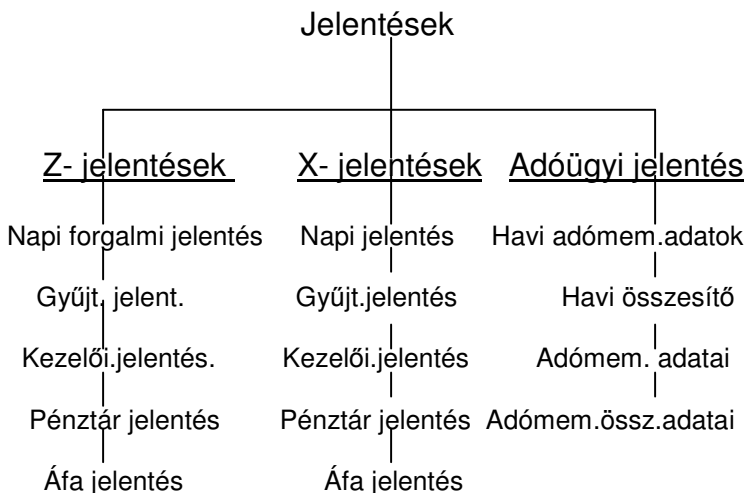 Jelentések
Z- jelentések X- jelentések Adóügyi jelentés
Napi forgalmi jelentés Napi jelentés Havi adómem.adatok
Gyűjt. jelent. Gyűjt.jelentés Havi összesítő
Kezelői.jelentés. Kezelői.jelentés Adómem. adatai
Pénztár jelentés Pénztár jelentés Adómem.össz.adatai
Áfa jelentés Áfa jelentés